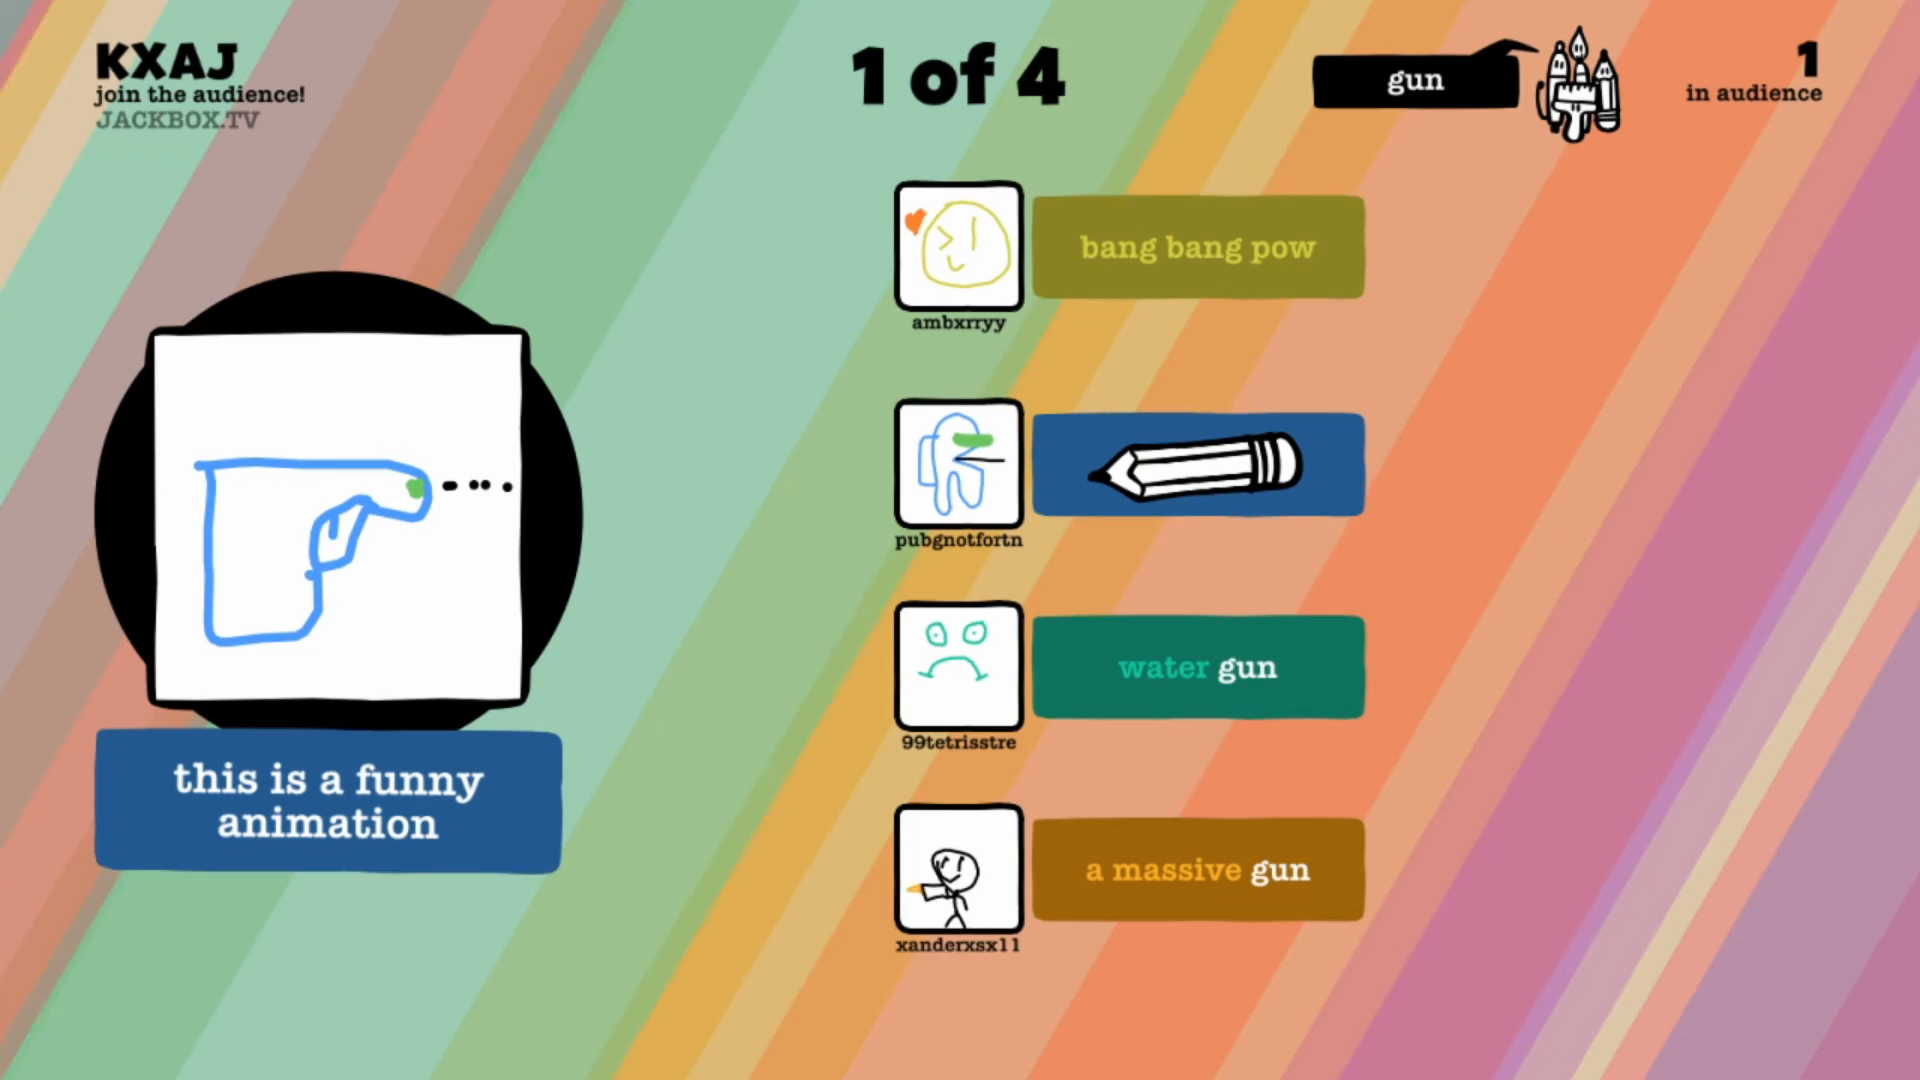 KXAJ
join the audience!
JACKBOX.TV
1 of 4
gun
1
in audience
bang bang pow
ambxrryy
pubgnotfortn
water gun
99tetrisstre
a massive gun
xanderxsx11
this is a funny
animation